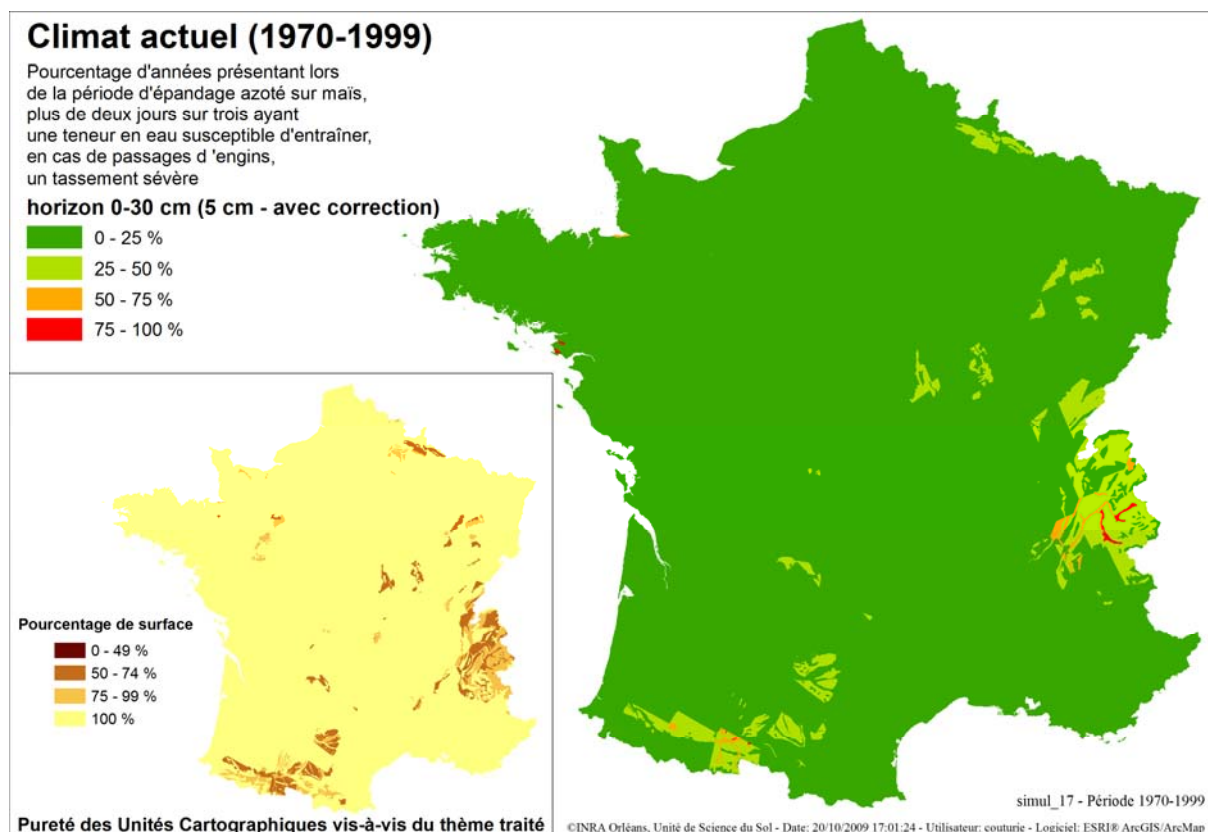 Climat actuel (1970-1999)
Pourcentage d'années présentant lors
de la période d'épandage azoté sur maïs,
plus de deux jours sur trois ayant
une teneur en eau susceptible d'entraîner,
en cas de passages d 'engins,
un tassement sévère
horizon 0-30 cm (5 cm - avec correction)
0 - 25 %
25 - 50 %
50 - 75 %
75 - 100 %
Pourcentage de surface
0 - 49 %
50 - 74 %
75 - 99 %
100 %
Pureté des Unités Cartographiques vis-à-vis du thème traité
simul_17 - Période 1970-1999
©INRA Orléans, Unité de Science du Sol - Date: 20/10/2009 17:01:24 - Utilisateur: couturie - Logiciel: ESRI® ArcGIS/ArcMap